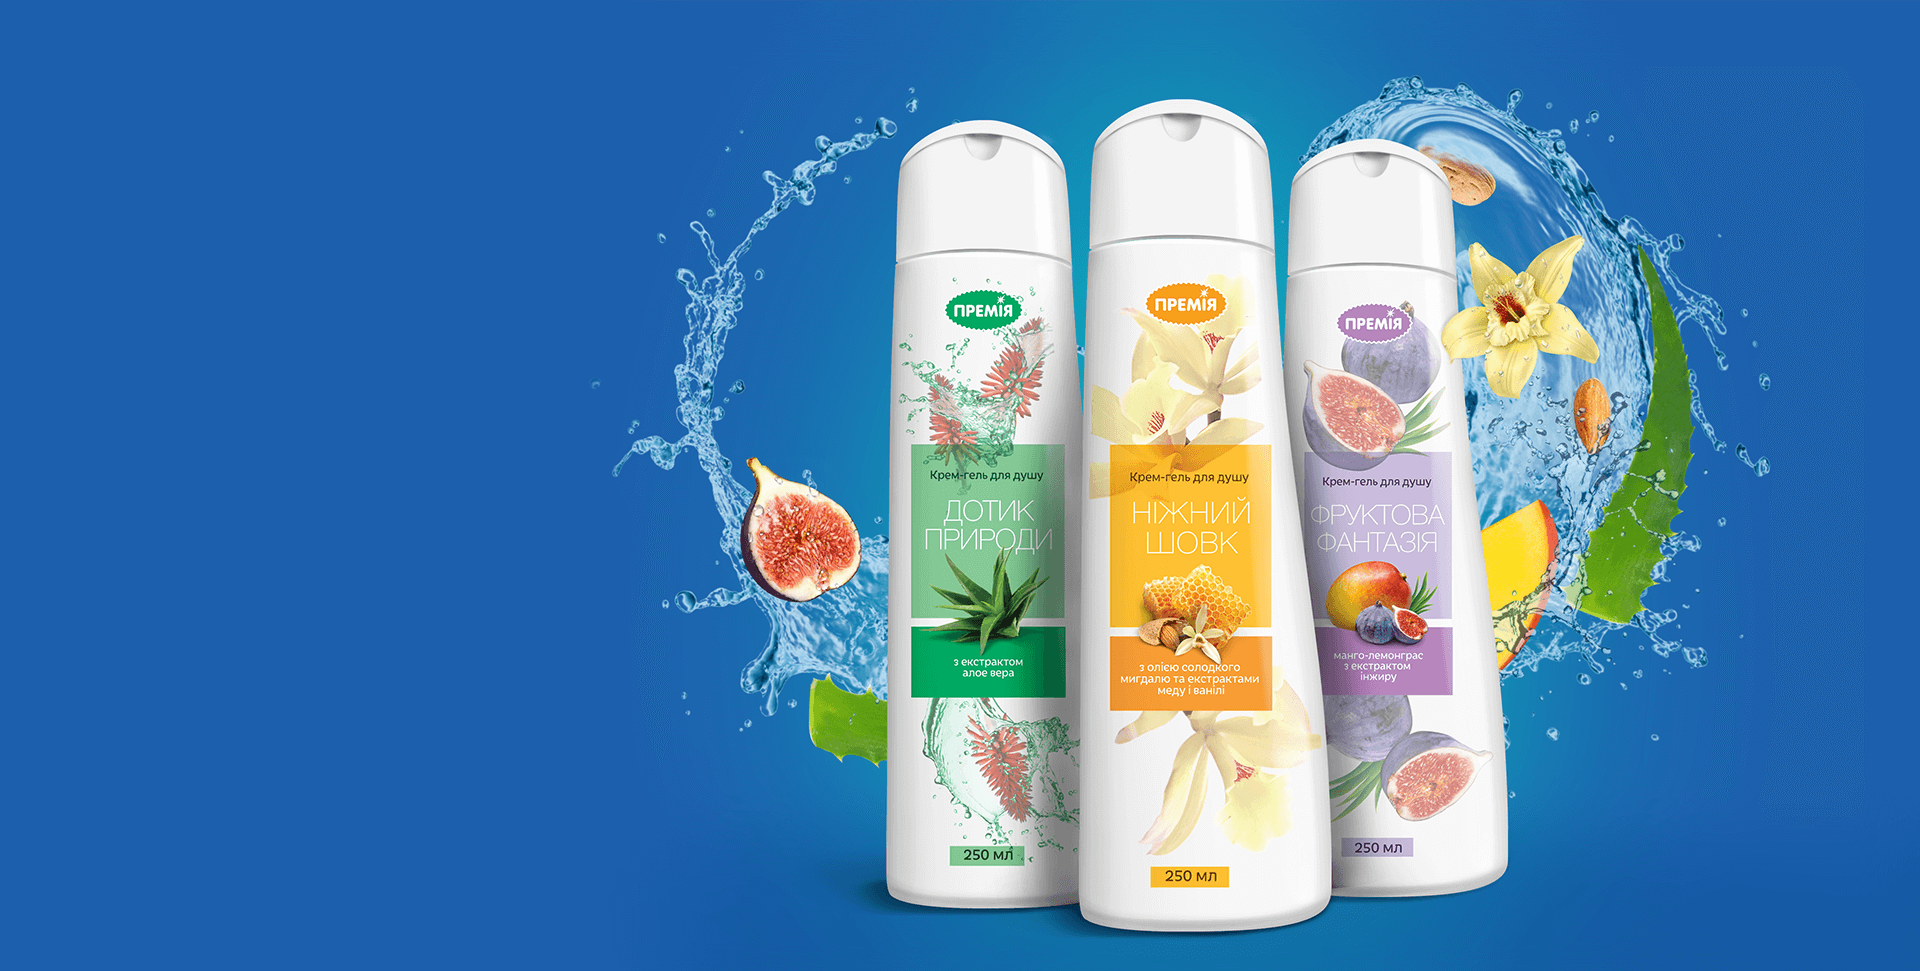 ПРЕМІЯ
Крем-гель для душу
ДОТИК
ПРИРОДИ
з екстрактом
алое вера
250 мл
ПРЕМІЯ
Крем-гель для душу
НІЖНИЙ
ШОВК
з олією солодкого
мигдалю та екстрактами
меду і ванілі
250 мл
ПРЕМІЯ
Крем-гель для душу
ФРУКТОВА
ФАНТАЗІЯ
манго-лемонграс
з екстрактом
інжиру
250 мл